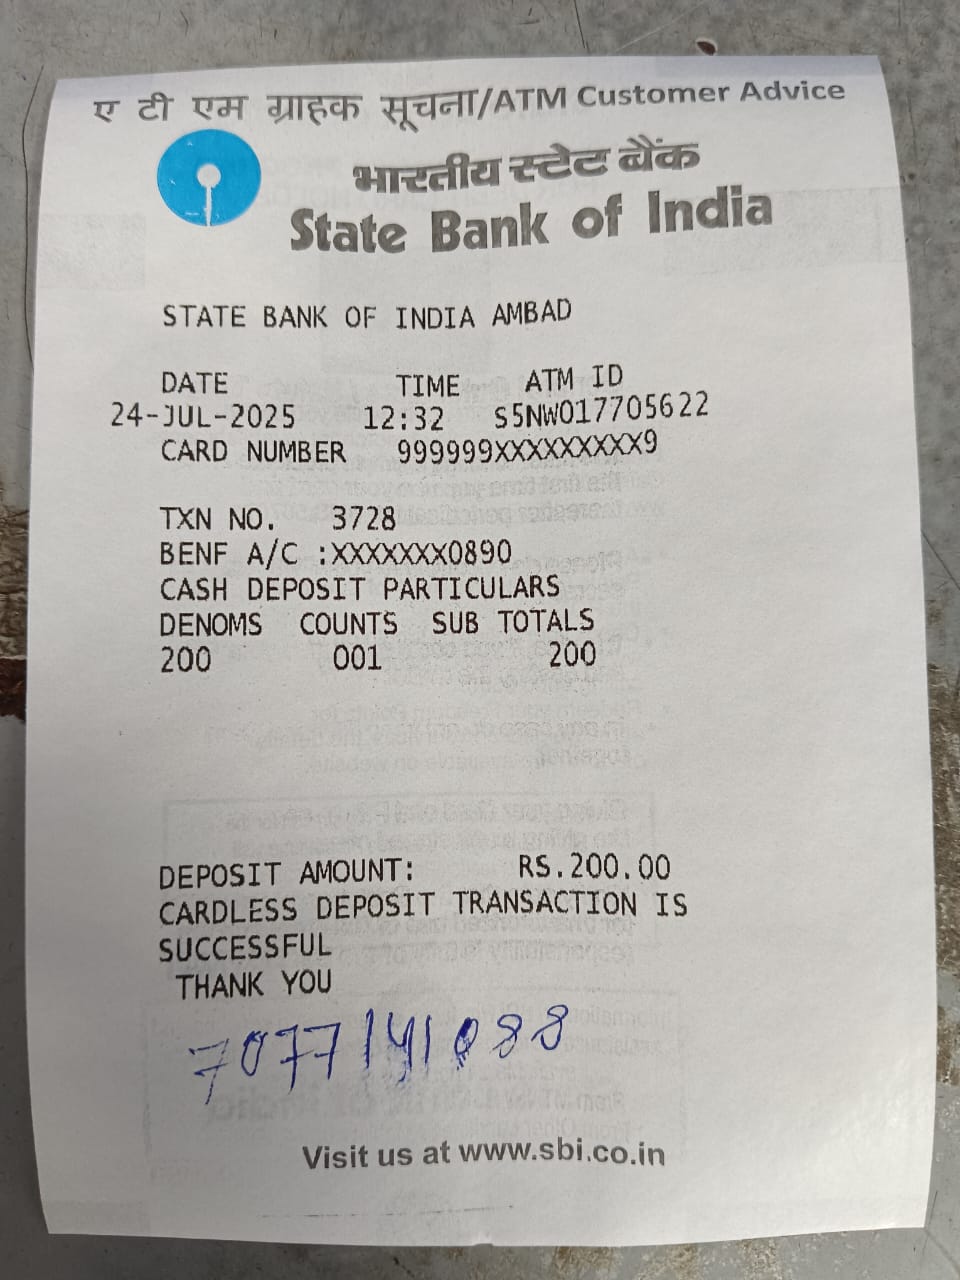 ए टी एम ग्राहक सूचना/ATM Customer Advice
भारतीय स्टेट बैंक
State Bank of India
STATE BANK OF INDIA AMBAD
DATE TIME ATM ID
24-JUL-2025 12:32 S5NW017705622
CARD NUMBER 999999XXXXXXXXX9
TXN NO. 3728
BENF A/C :XXXXXXX0890
CASH DEPOSIT PARTICULARS
DENOMS COUNTS SUB TOTALS
200 001 200
DEPOSIT AMOUNT: RS.200.00
CARDLESS DEPOSIT TRANSACTION IS
SUCCESSFUL
THANK YOU
7077141088
Visit us at www.sbi.co.in